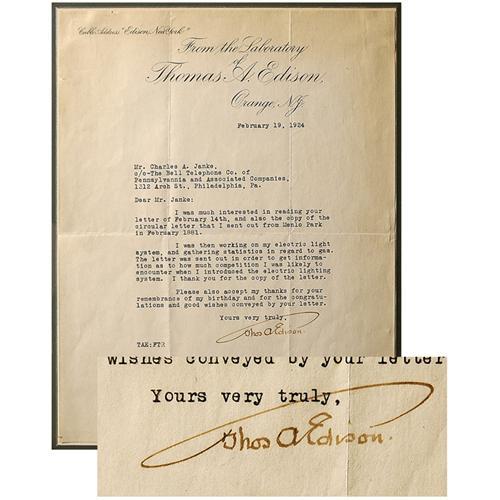 Cable Address "Edison, New York"
From the Laboratory
of
Thomas A. Edison,
Orange, N.J.
February 19, 1924
Mr. Charles A. Janke,
c/o-The Bell Telephone Co. of
Pennsylvannia and Associated Companies,
1312 Arch St., Philadelphia, Pa.
Dear Mr. Janke:
I was much interested in reading your
letter of February 14th, and also the copy of the
circular letter that I sent out from Menlo Park
in February 1881.
I was then working on my electric light
system, and gathering statistics in regard to gas.
The letter was sent out in order to get informa-
tion as to how much competition I was likely to
encounter when I introduced the electric lighting
system. I thank you for the copy of the letter.
Please also accept my thanks for your
remembrance of my birthday and for the congratu-
lations and good wishes conveyed by your letter.
Yours very truly,
Thos A Edison
TAE:FTR
wishes conveyed by your letter
Yours very truly,
Thos A Edison.